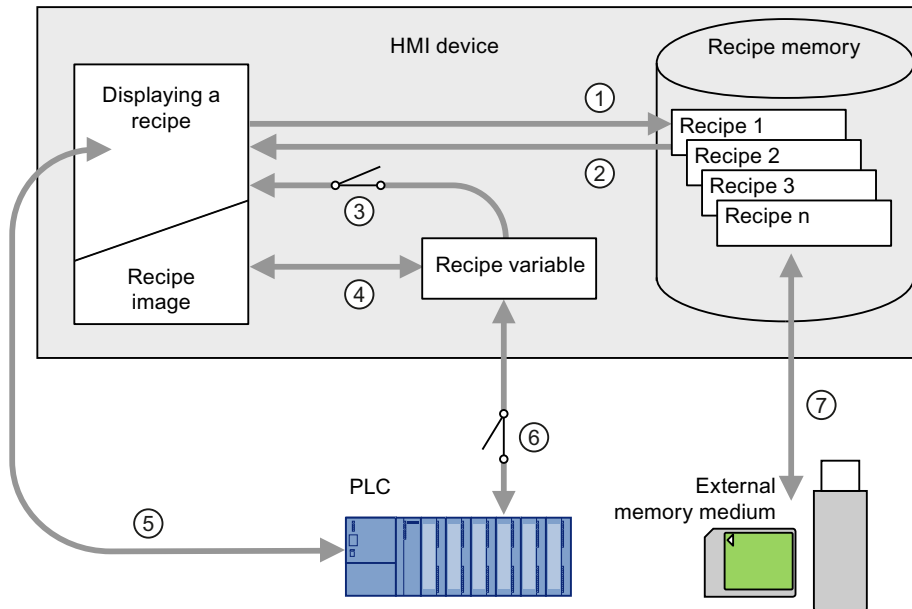 HMI device
Recipe memory
Displaying a
recipe
①
Recipe 1
②
Recipe 2
③
Recipe 3
Recipe n
Recipe variable
④
Recipe
image
⑦
⑥
PLC
External
memory medium
⑤